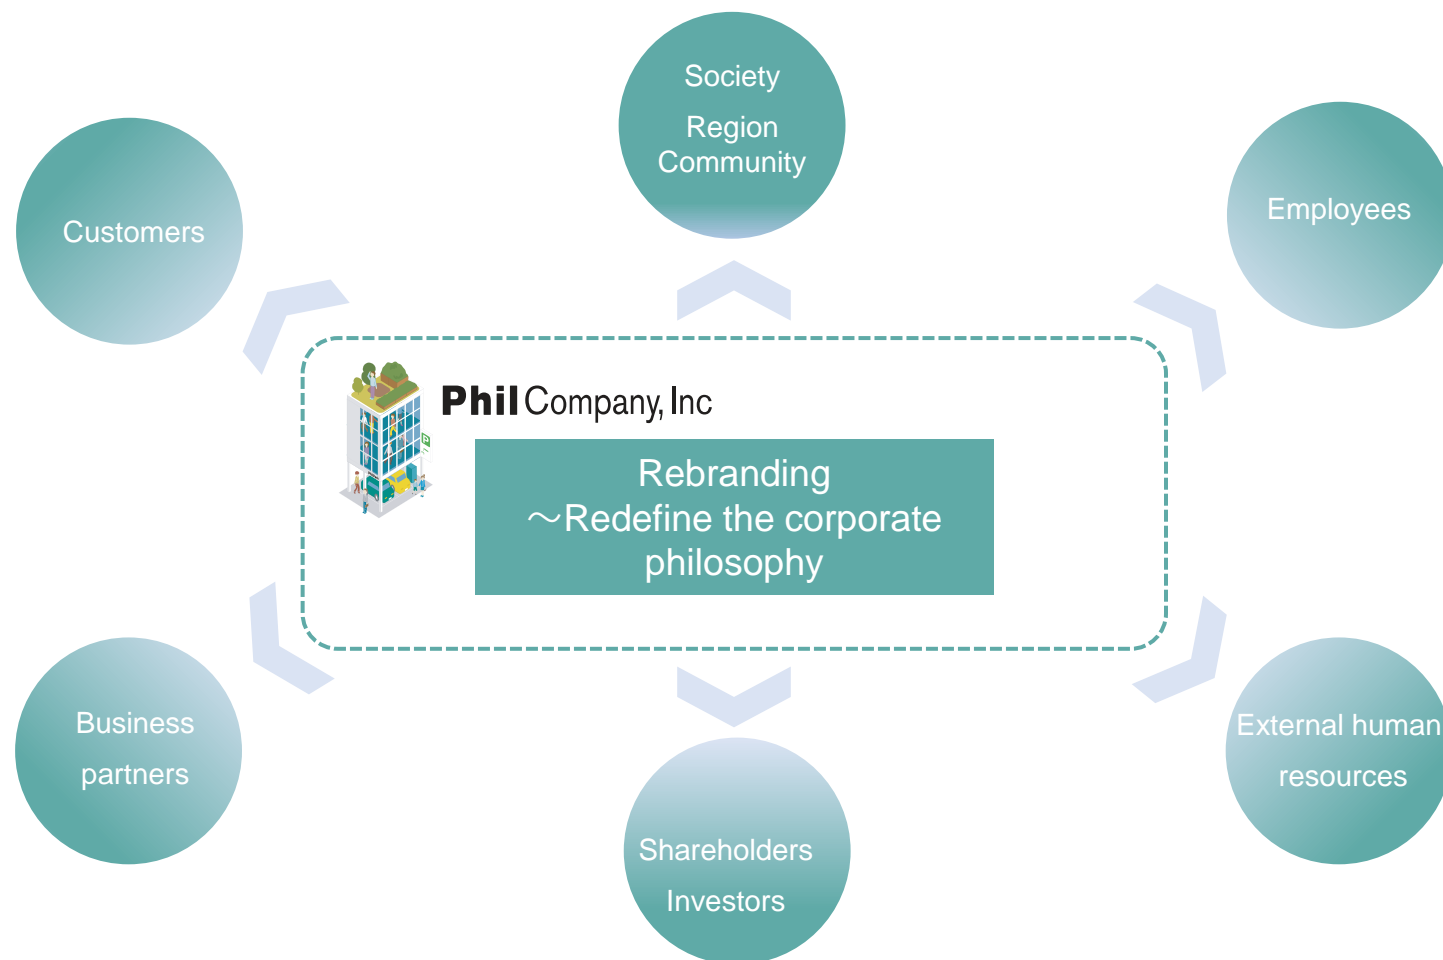 Society
Region
Community
Customers
Employees
Phil Company, Inc
P
Rebranding
～Redefine the corporate
philosophy
Business
partners
External human
resources
Shareholders
Investors